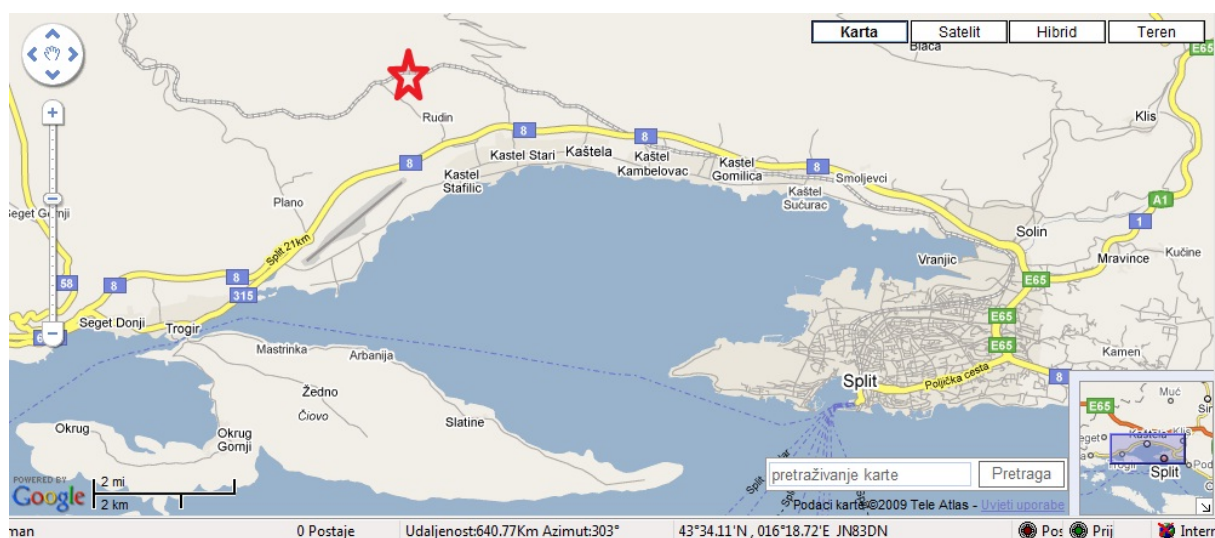 Karta
Satelit
Hibrid
Teren
Blaca
E65
Klis
Rudin
8
8
8
8
Kastel Stari
Kaštela
Kaštel
Kambelovac
Kastel
Gomilica
Smoljevci
Kastel
Stafilic
Kaštel
Sućurac
Plano
A1
1
Seget Gornji
Solin
Split 21km
Vranjic
Mravince
Kučine
58
8
8
315
E65
Seget Donji
Trogir
E65
E65
Mastrinka
Arbanija
Kamen
Split
Poljička cesta
8
Žedno
Čiovo
Slatine
Okrug
Okrug
Gornji
E65
Muć
Kaštela
Klis
Trogir
Split
POWERED BY
Google
2 mi
2 km
pretraživanje karte
Pretraga
Podaci karte©2009 Tele Atlas - Uvjeti uporabe
man
0 Postaje
Udaljenost:640.77Km Azimut:303°
43°34.11'N , 016°18.72'E JN83DN
Pos
Prij
Intern